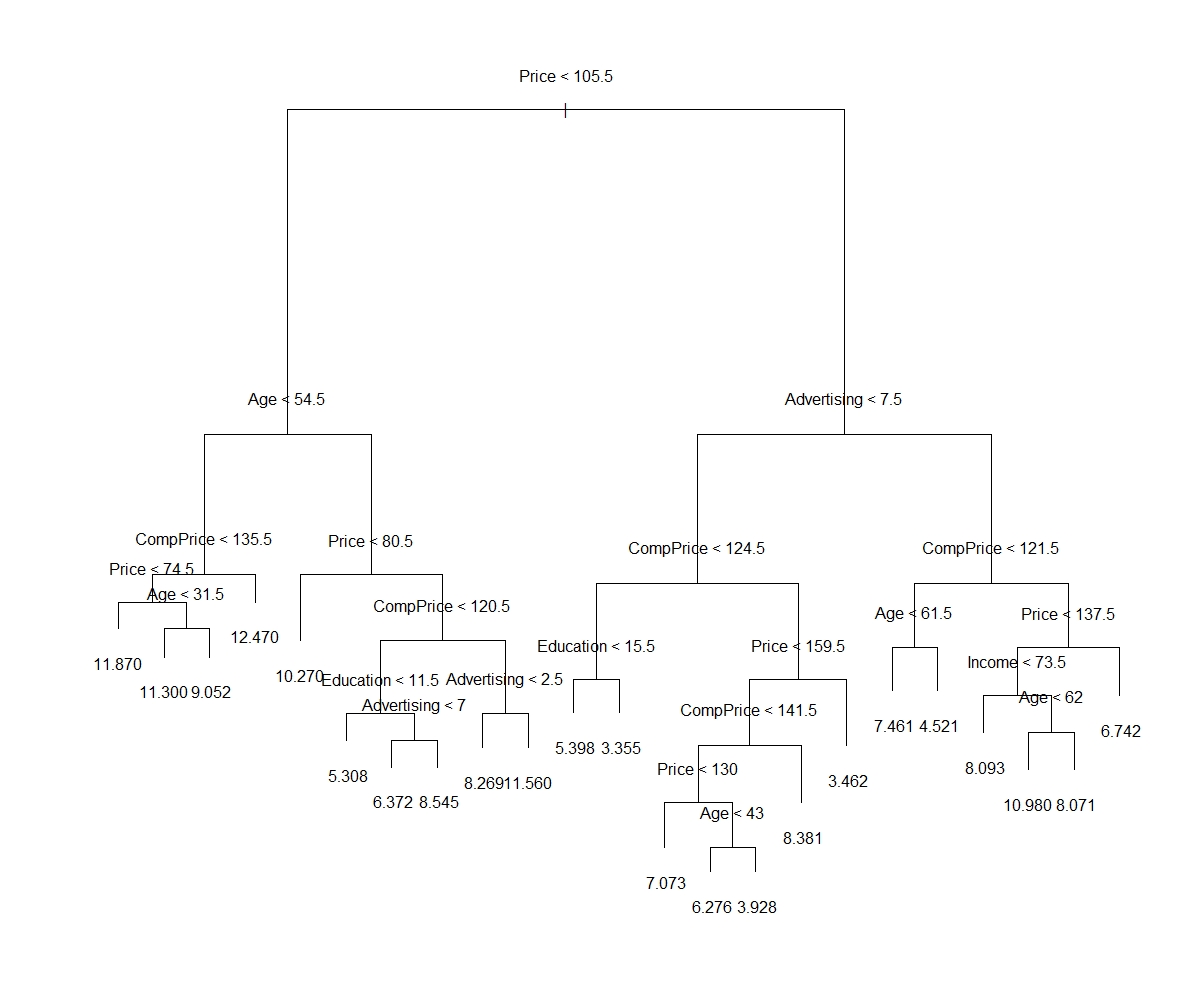 Price < 105.5
Age < 54.5
Advertising < 7.5
CompPrice < 135.5
Price < 80.5
CompPrice < 124.5
CompPrice < 121.5
Price < 74.5
Age < 31.5
CompPrice < 120.5
Age < 61.5
Price < 137.5
12.470
Education < 15.5
Price < 159.5
11.870
Income < 73.5
10.270
Education < 11.5
Advertising < 2.5
11.300
9.052
Age < 62
Advertising < 7
CompPrice < 141.5
7.461
4.521
6.742
5.398
3.355
Price < 130
8.093
5.308
8.269
11.560
3.462
6.372
8.545
10.980
8.071
Age < 43
8.381
7.073
6.276
3.928